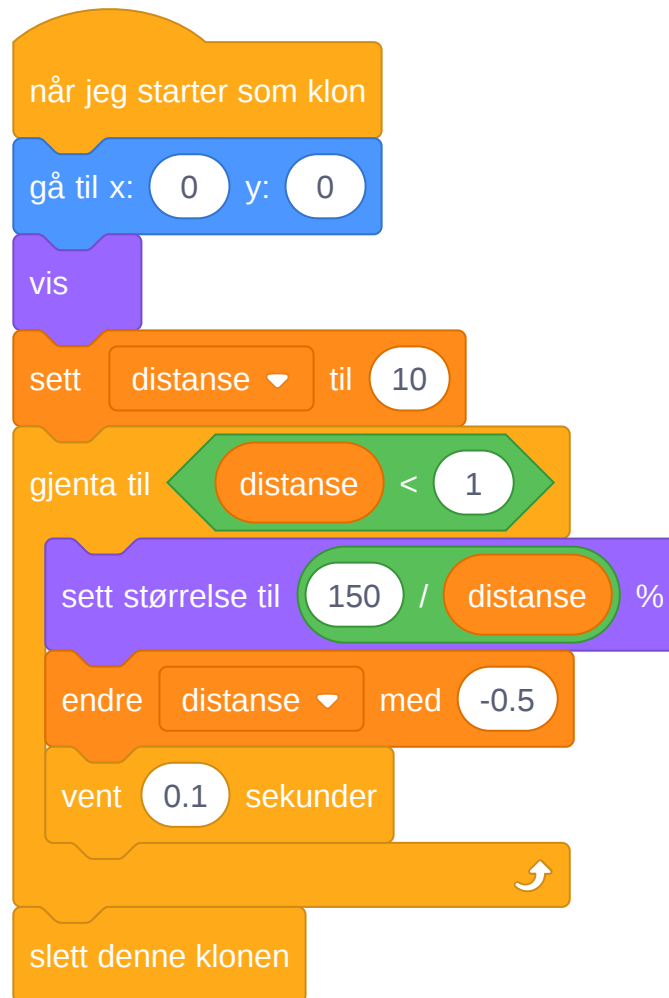 når jeg starter som klon
gå til x: 0 y: 0
vis
sett distanse til 10
gjenta til distanse < 1
sett størrelse til 150 / distanse %
endre distanse med -0.5
vent 0.1 sekunder
slett denne klonen